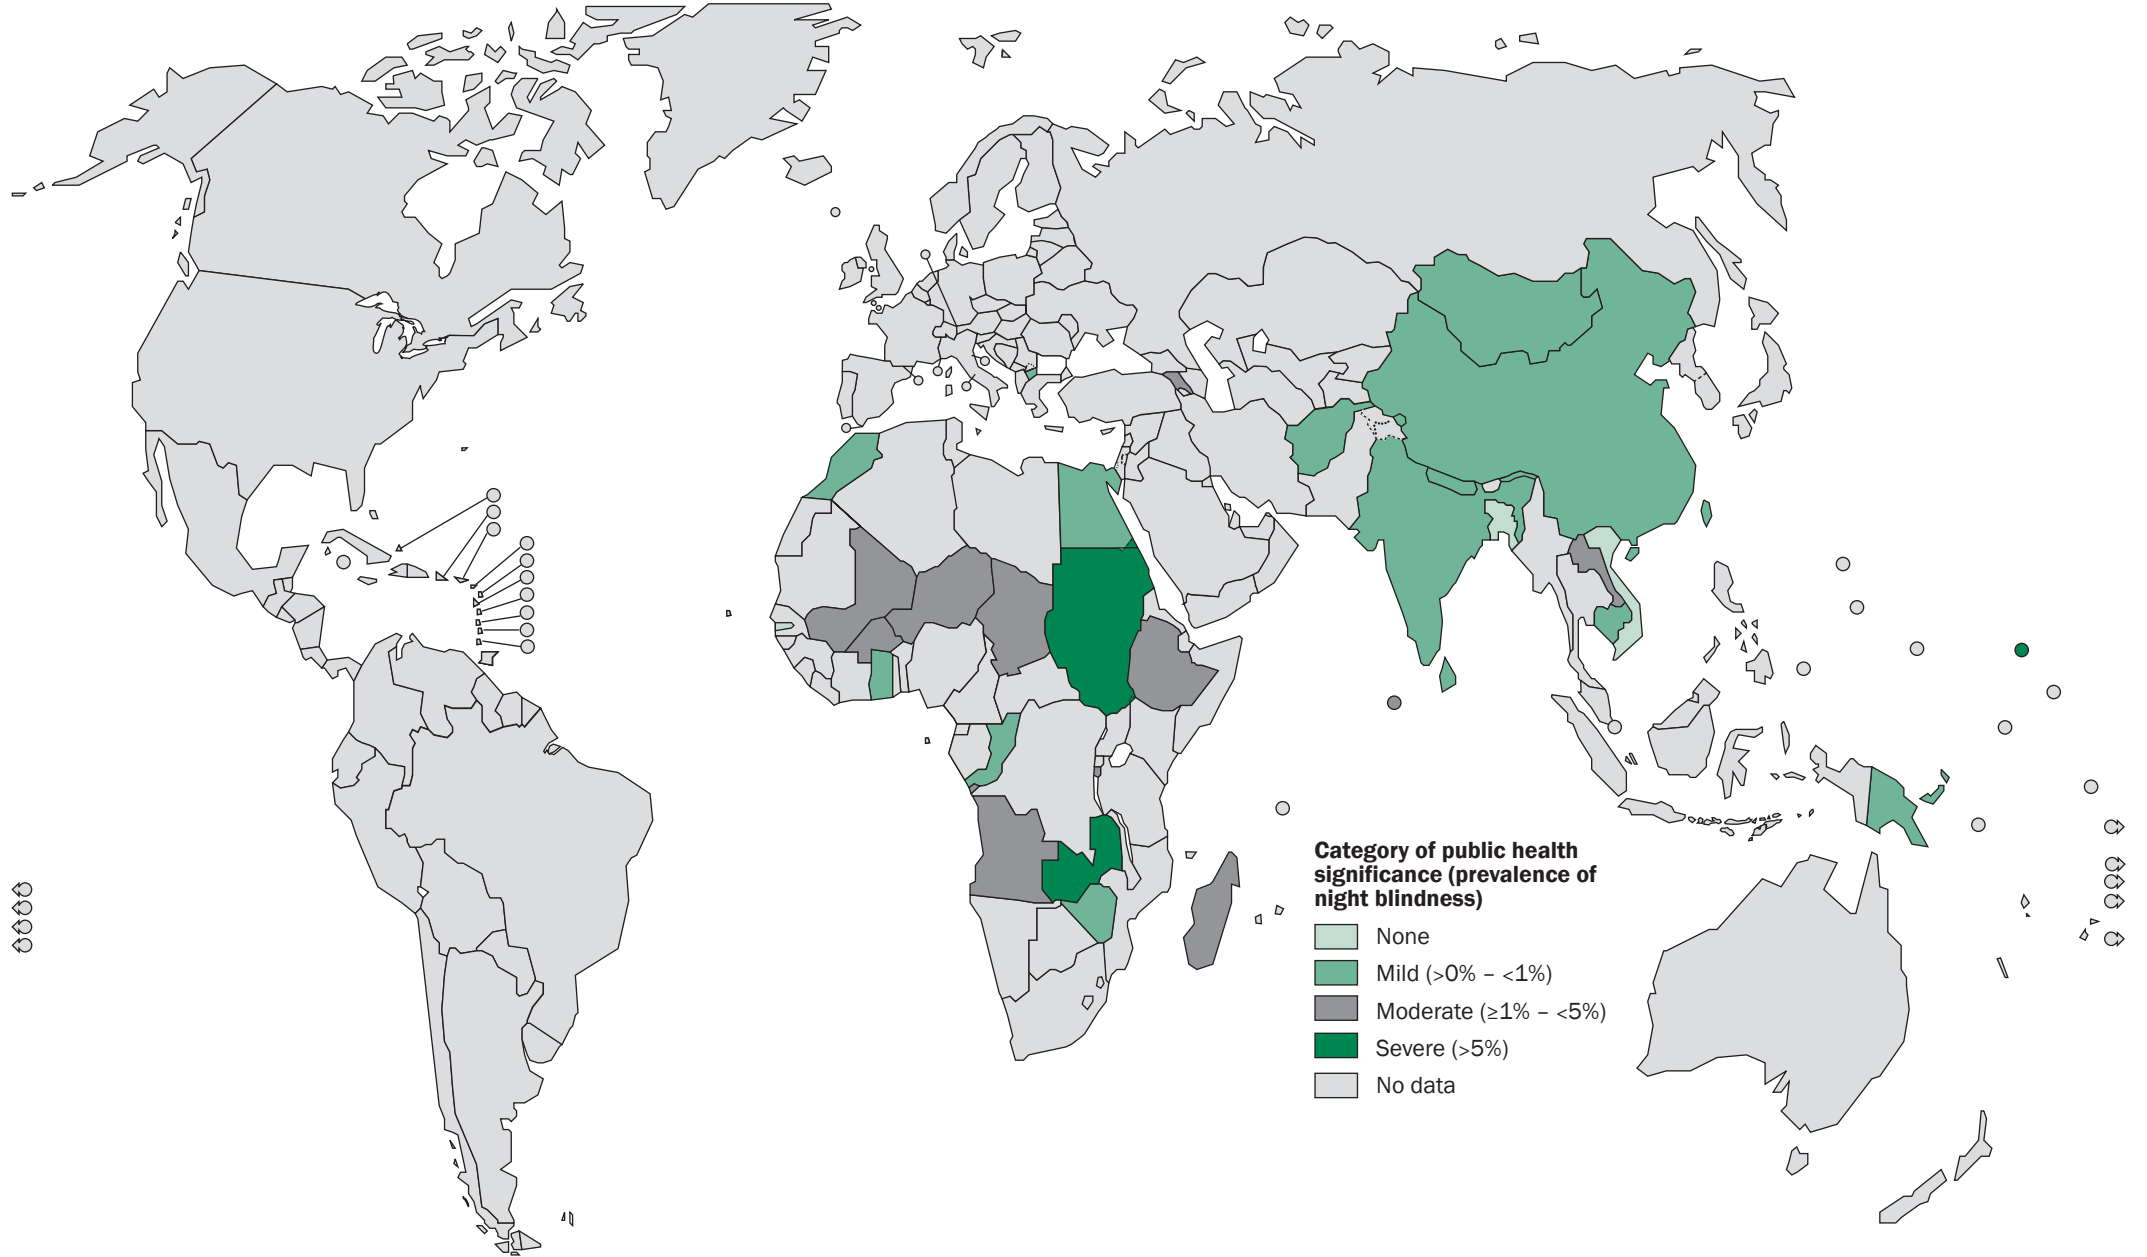 Category of public health
significance (prevalence of
night blindness)
None
Mild (>0% – <1%)
Moderate (≥1% – <5%)
Severe (>5%)
No data